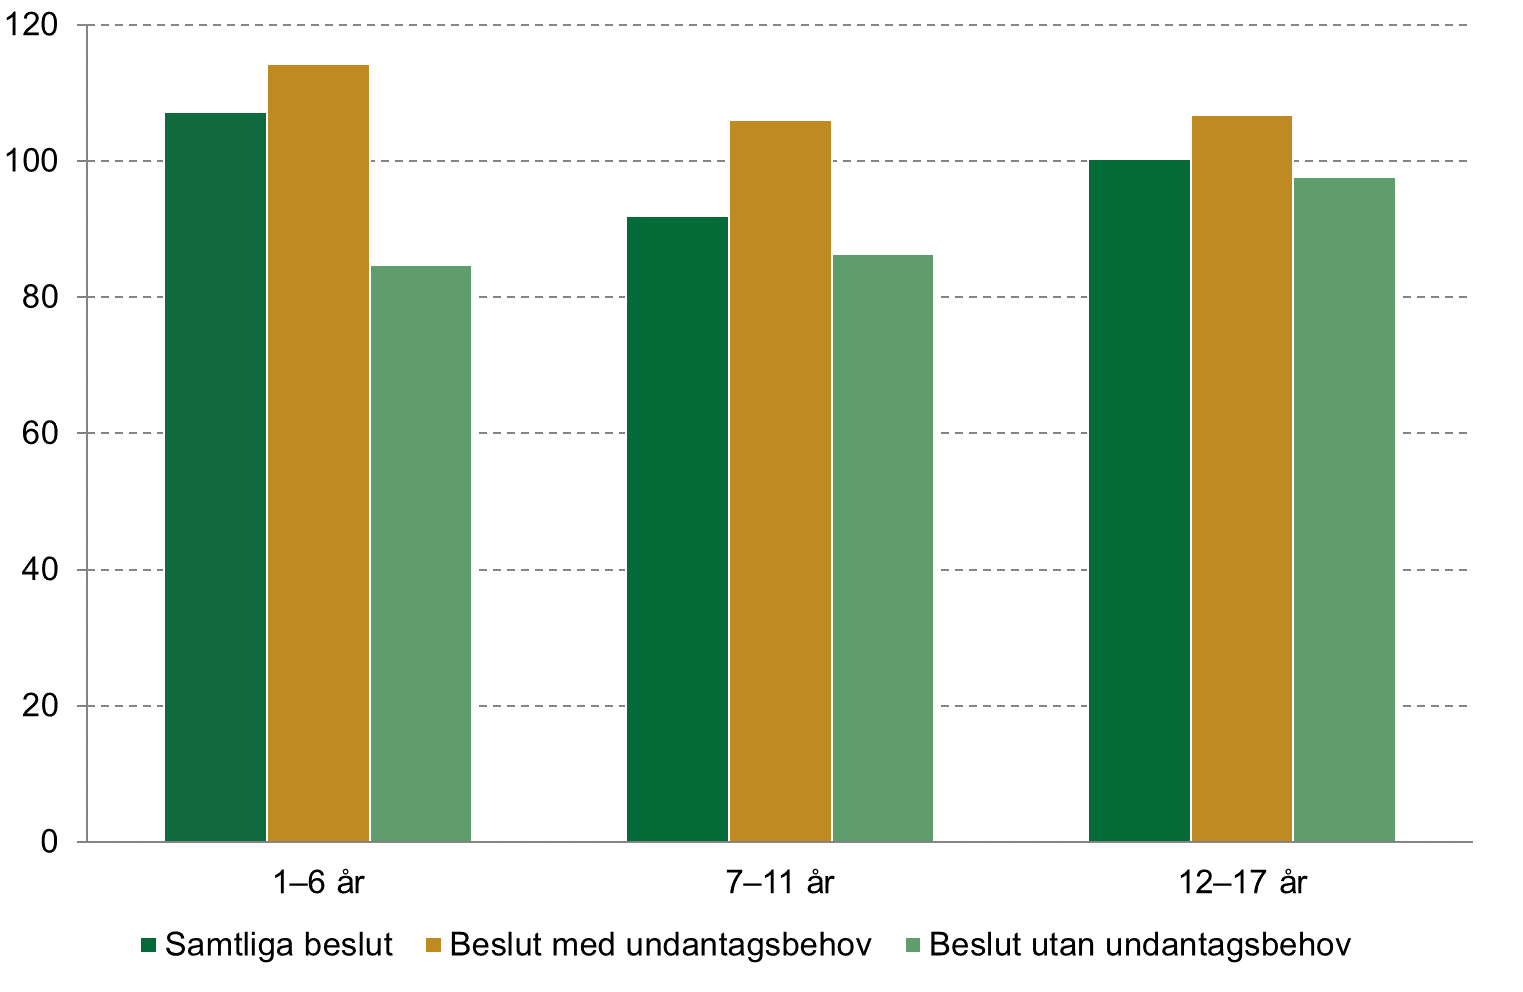 120
100
80
60
40
20
0
1–6 år
7–11 år
12–17 år
Samtliga beslut
Beslut med undantagsbehov
Beslut utan undantagsbehov